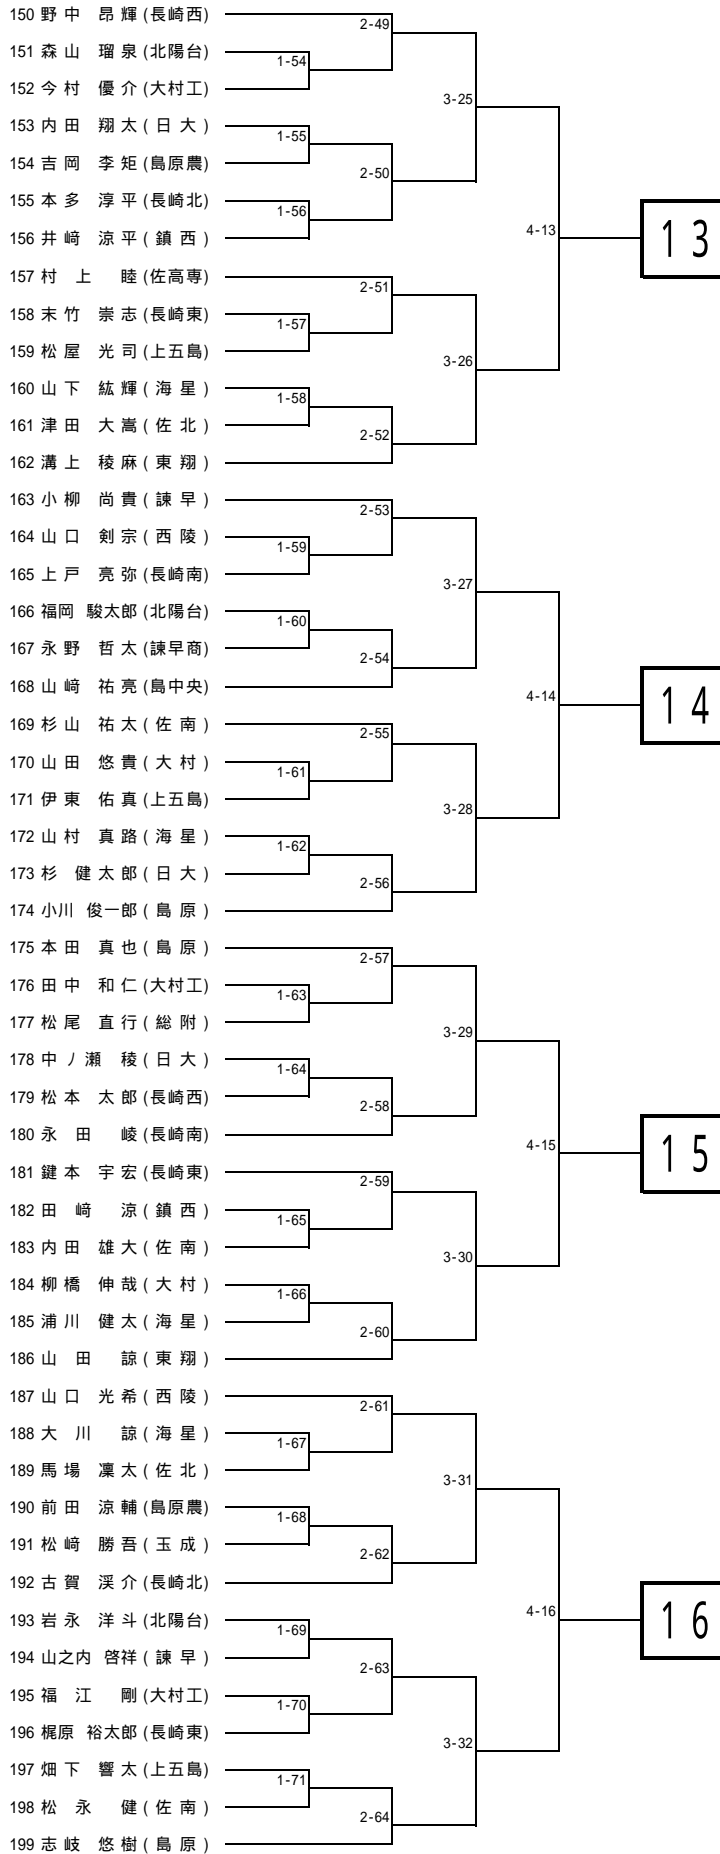 150 野中 昂輝 (長崎西)
2-49
151 森山 瑠泉 (北陽台)
1-54
152 今村 優介 (大村工)
3-25
153 内田 翔太 (日大)
1-55
154 吉岡 李矩 (島原農)
2-50
155 本多 淳平 (長崎北)
1-56
156 井﨑 涼平 (鎮西)
4-13
13
157 村上 睦 (佐高専)
2-51
158 末竹 崇志 (長崎東)
1-57
159 松屋 光司 (上五島)
3-26
160 山下 紘輝 (海星)
1-58
161 津田 大嵩 (佐北)
2-52
162 溝上 稜麻 (東翔)
163 小柳 尚貴 (諫早)
2-53
164 山口 剣宗 (西陵)
1-59
165 上戸 亮弥 (長崎南)
3-27
166 福岡 駿太郎 (北陽台)
1-60
167 永野 哲太 (諫早商)
2-54
168 山﨑 祐亮 (島中央)
4-14
14
169 杉山 祐太 (佐南)
2-55
170 山田 悠貴 (大村)
1-61
171 伊東 佑真 (上五島)
3-28
172 山村 真路 (海星)
1-62
173 杉 健太郎 (日大)
2-56
174 小川 俊一郎 (島原)
175 本田 真也 (島原)
2-57
176 田中 和仁 (大村工)
1-63
177 松尾 直行 (総附)
3-29
178 中ノ瀬 稜 (日大)
1-64
179 松本 太郎 (長崎西)
2-58
180 永田 崚 (長崎南)
4-15
15
181 鍵本 宇宏 (長崎東)
2-59
182 田﨑 涼 (鎮西)
1-65
183 内田 雄大 (佐南)
3-30
184 柳橋 伸哉 (大村)
1-66
185 浦川 健太 (海星)
2-60
186 山田 諒 (東翔)
187 山口 光希 (西陵)
2-61
188 大川 諒 (海星)
1-67
189 馬場 凜太 (佐北)
3-31
190 前田 涼輔 (島原農)
1-68
191 松﨑 勝吾 (玉成)
2-62
192 古賀 渓介 (長崎北)
4-16
16
193 岩永 洋斗 (北陽台)
1-69
194 山之内 啓祥 (諫早)
2-63
195 福江 剛 (大村工)
1-70
196 梶原 裕太郎 (長崎東)
3-32
197 畑下 響太 (上五島)
1-71
198 松永 健 (佐南)
2-64
199 志岐 悠樹 (島原)